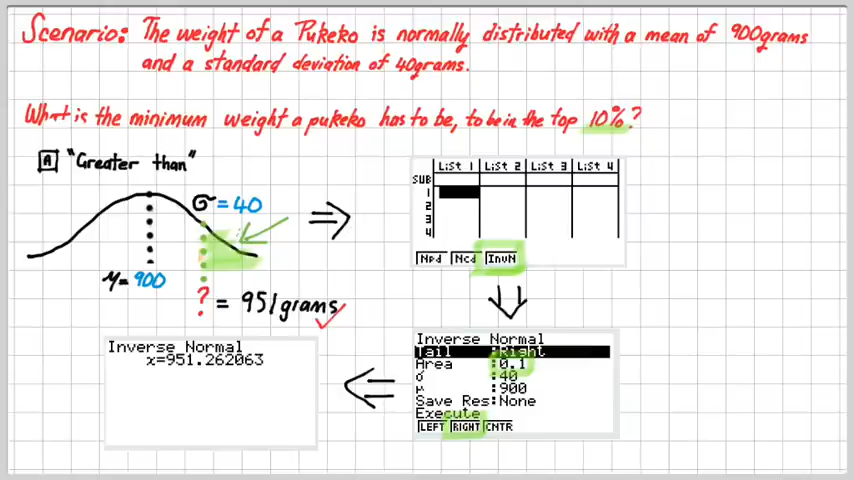 Scenario: The weight of a Pukeko is normally distributed with a mean of 900grams
and a standard deviation of 40grams.
What is the minimum weight a pukeko has to be, to be in the top 10%?
A "Greater than"
σ = 40
μ = 900
? = 951grams
List 1 List 2 List 3 List 4
SUB
1
2
3
4
Npd Ncd InvN
Inverse Normal
Tail :Right
Area :0.1
σ :40
μ :900
Save Res:None
Execute
LEFT RIGHT CNTR
Inverse Normal
x=951.262063